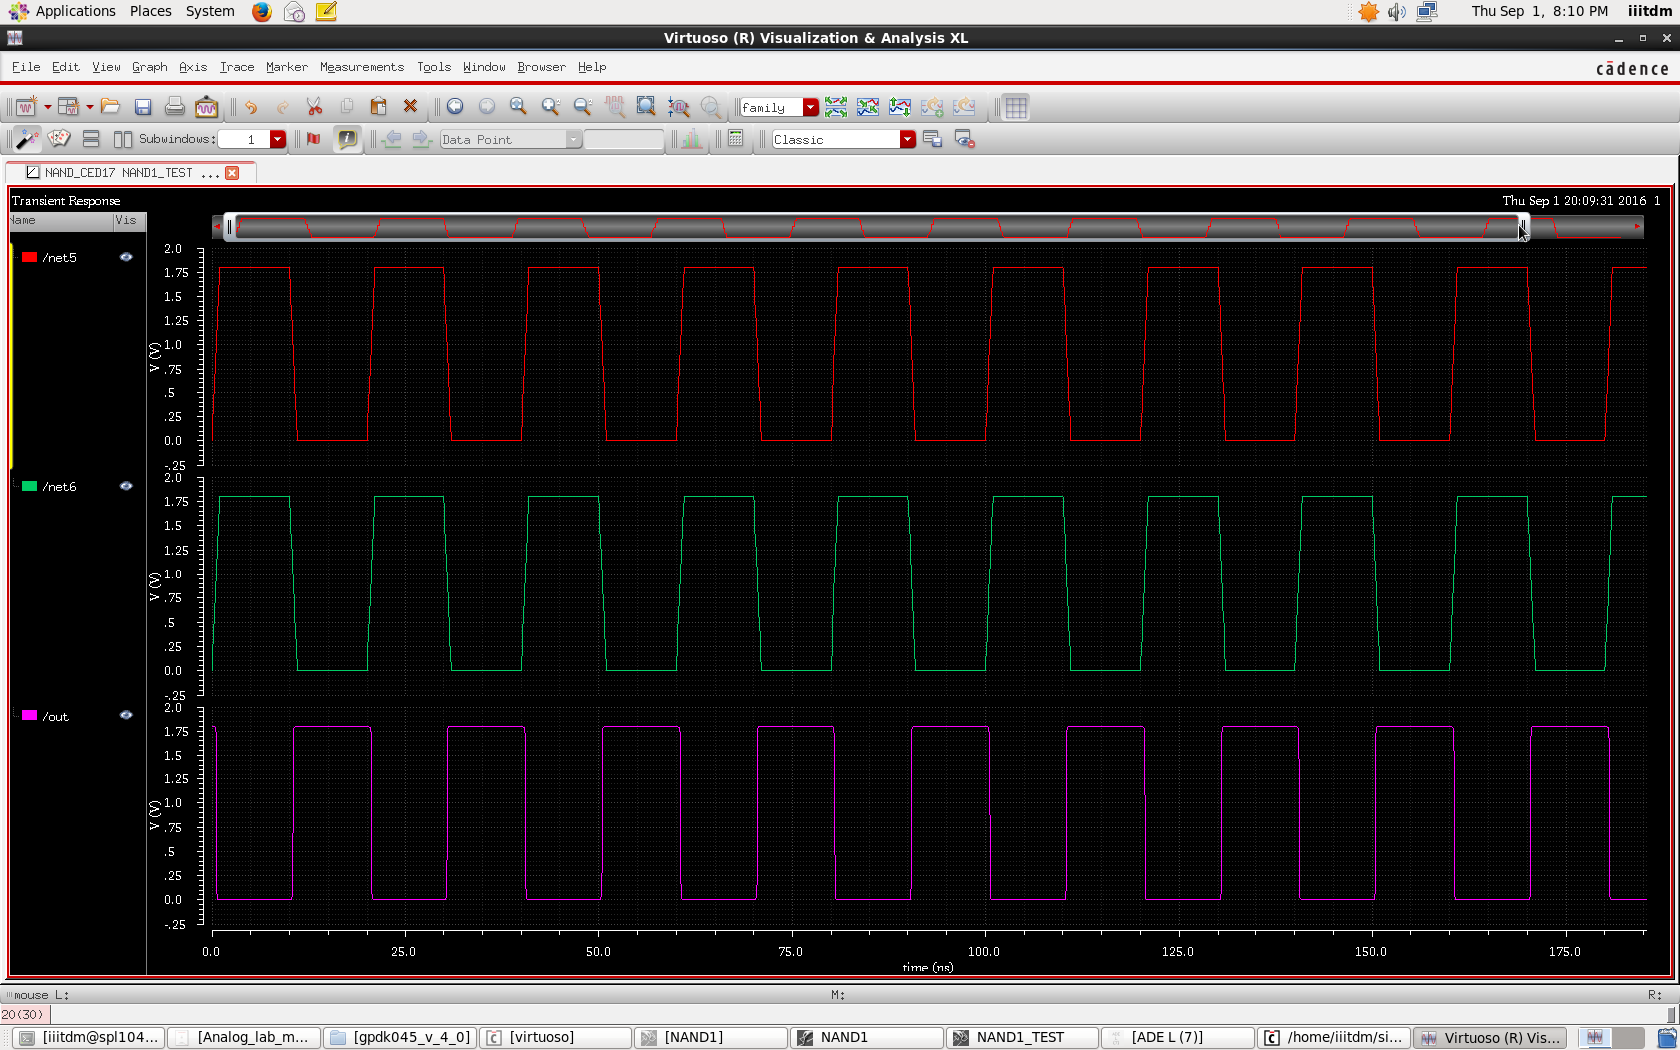 Applications Places System Thu Sep 1, 8:10 PM iiitdm
Virtuoso (R) Visualization & Analysis XL
File Edit View Graph Axis Trace Marker Measurements Tools Window Browser Help cādence
family
Subwindows: 1 Data Point Classic
NAND_CED17 NAND1_TEST ...
Transient Response Thu Sep 1 20:09:31 2016 1
Name Vis
/net5
2.0
1.75
1.5
1.25
1.0
.75
.5
.25
0.0
-.25
V (V)
/net6
2.0
1.75
1.5
1.25
1.0
.75
.5
.25
0.0
-.25
V (V)
/out
2.0
1.75
1.5
1.25
1.0
.75
.5
.25
0.0
-.25
V (V)
0.0 25.0 50.0 75.0 100.0 125.0 150.0 175.0
time (ns)
mouse L: M: R:
20(30)
[iiitdm@spl104... [Analog_lab_m... [gpdk045_v_4_0] [virtuoso] [NAND1] NAND1 NAND1_TEST [ADE L (7)] /home/iiitdm/si... Virtuoso (R) Vis...